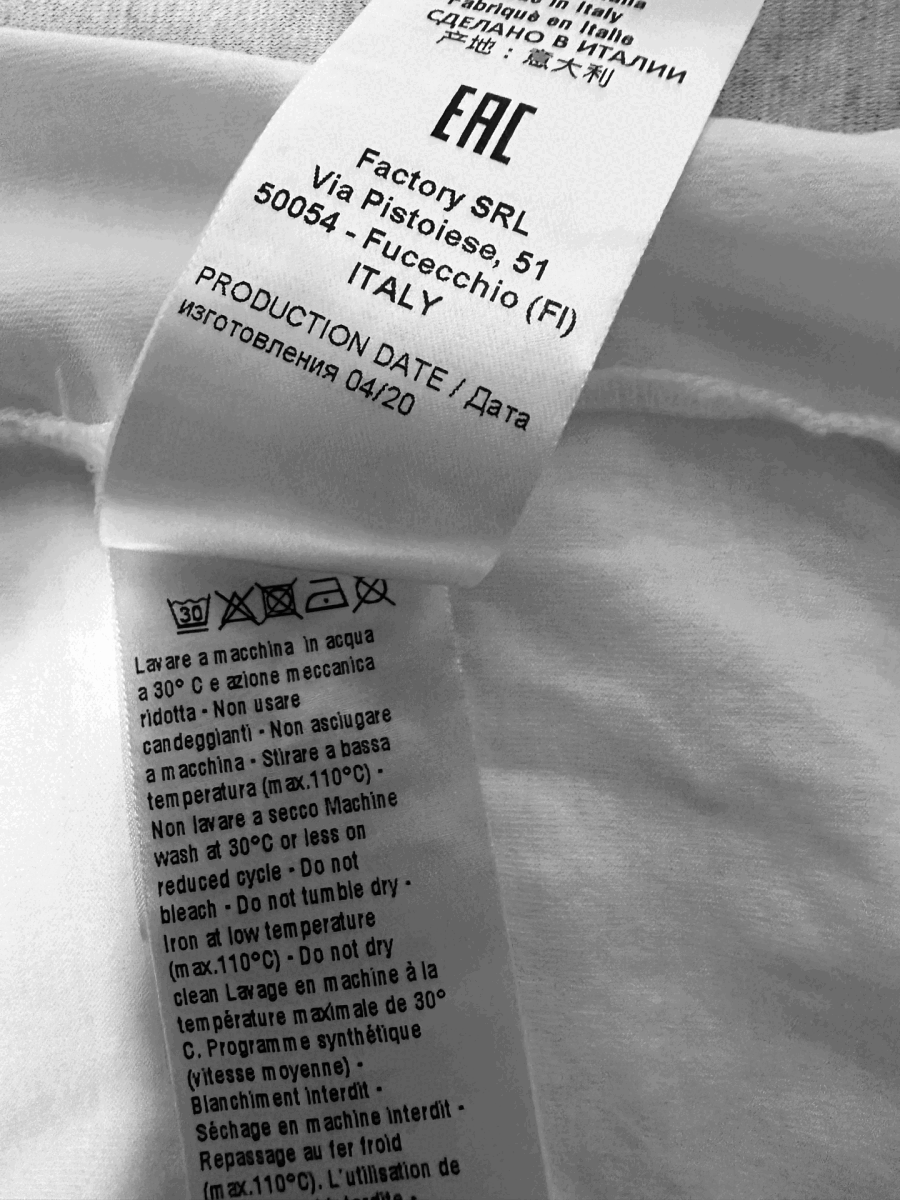 in Italy
Fabriqué en Italie
СДЕЛАНО В ИТАЛИИ
产地：意大利
EAC
Factory SRL
Via Pistoiese, 51
50054 - Fucecchio (FI)
ITALY
PRODUCTION DATE / Дата
изготовления 04/20
30
Lavare a macchina in acqua
a 30° C e azione meccanica
ridotta - Non usare
candeggianti - Non asciugare
a macchina - Stirare a bassa
temperatura (max.110°C) -
Non lavare a secco Machine
wash at 30°C or less on
reduced cycle - Do not
bleach - Do not tumble dry -
Iron at low temperature
(max.110°C) - Do not dry
clean Lavage en machine à la
température maximale de 30°
C. Programme synthétique
(vitesse moyenne) -
Blanchiment interdit -
Séchage en machine interdit -
Repassage au fer froid
(max.110°C). L'utilisation de